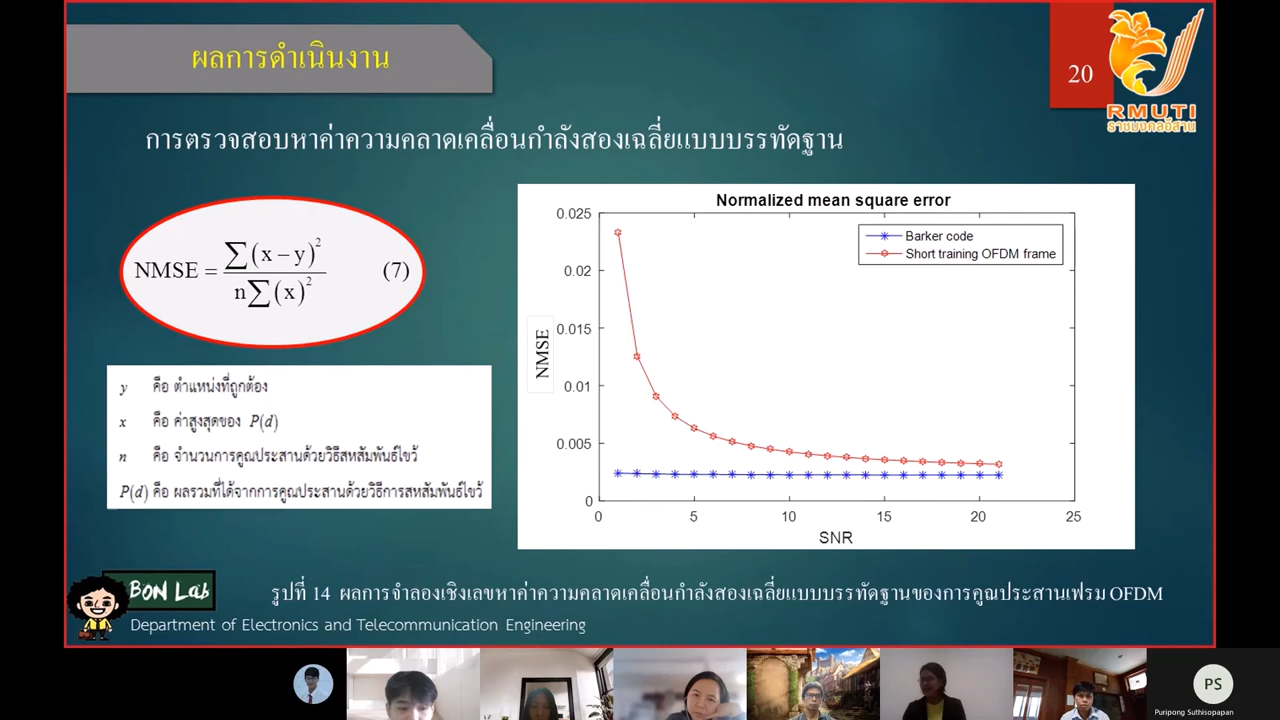 ผลการดำเนินงาน
20
RMUTI
ราชมงคลอีสาน
การตรวจสอบหาค่าความคลาดเคลื่อนกำลังสองเฉลี่ยแบบบรรทัดฐาน
NMSE = ∑(x − y)² / n∑(x)² (7)
y คือ ตำแหน่งที่ถูกต้อง
x คือ ค่าสูงสุดของ P(d)
n คือ จำนวนการคูณประสานด้วยวิธีสหสัมพันธ์ไขว้
P(d) คือ ผลรวมที่ได้จากการคูณประสานด้วยวิธีการสหสัมพันธ์ไขว้
Normalized mean square error
Barker code
Short training OFDM frame
0.025
0.02
0.015
0.01
0.005
0
NMSE
0 5 10 15 20 25
SNR
BON Lab
รูปที่ 14 ผลการจำลองเชิงเลขหาค่าความคลาดเคลื่อนกำลังสองเฉลี่ยแบบบรรทัดฐานของการคูณประสานเฟรม OFDM
Department of Electronics and Telecommunication Engineering
PS
Puripong Suthisopapan